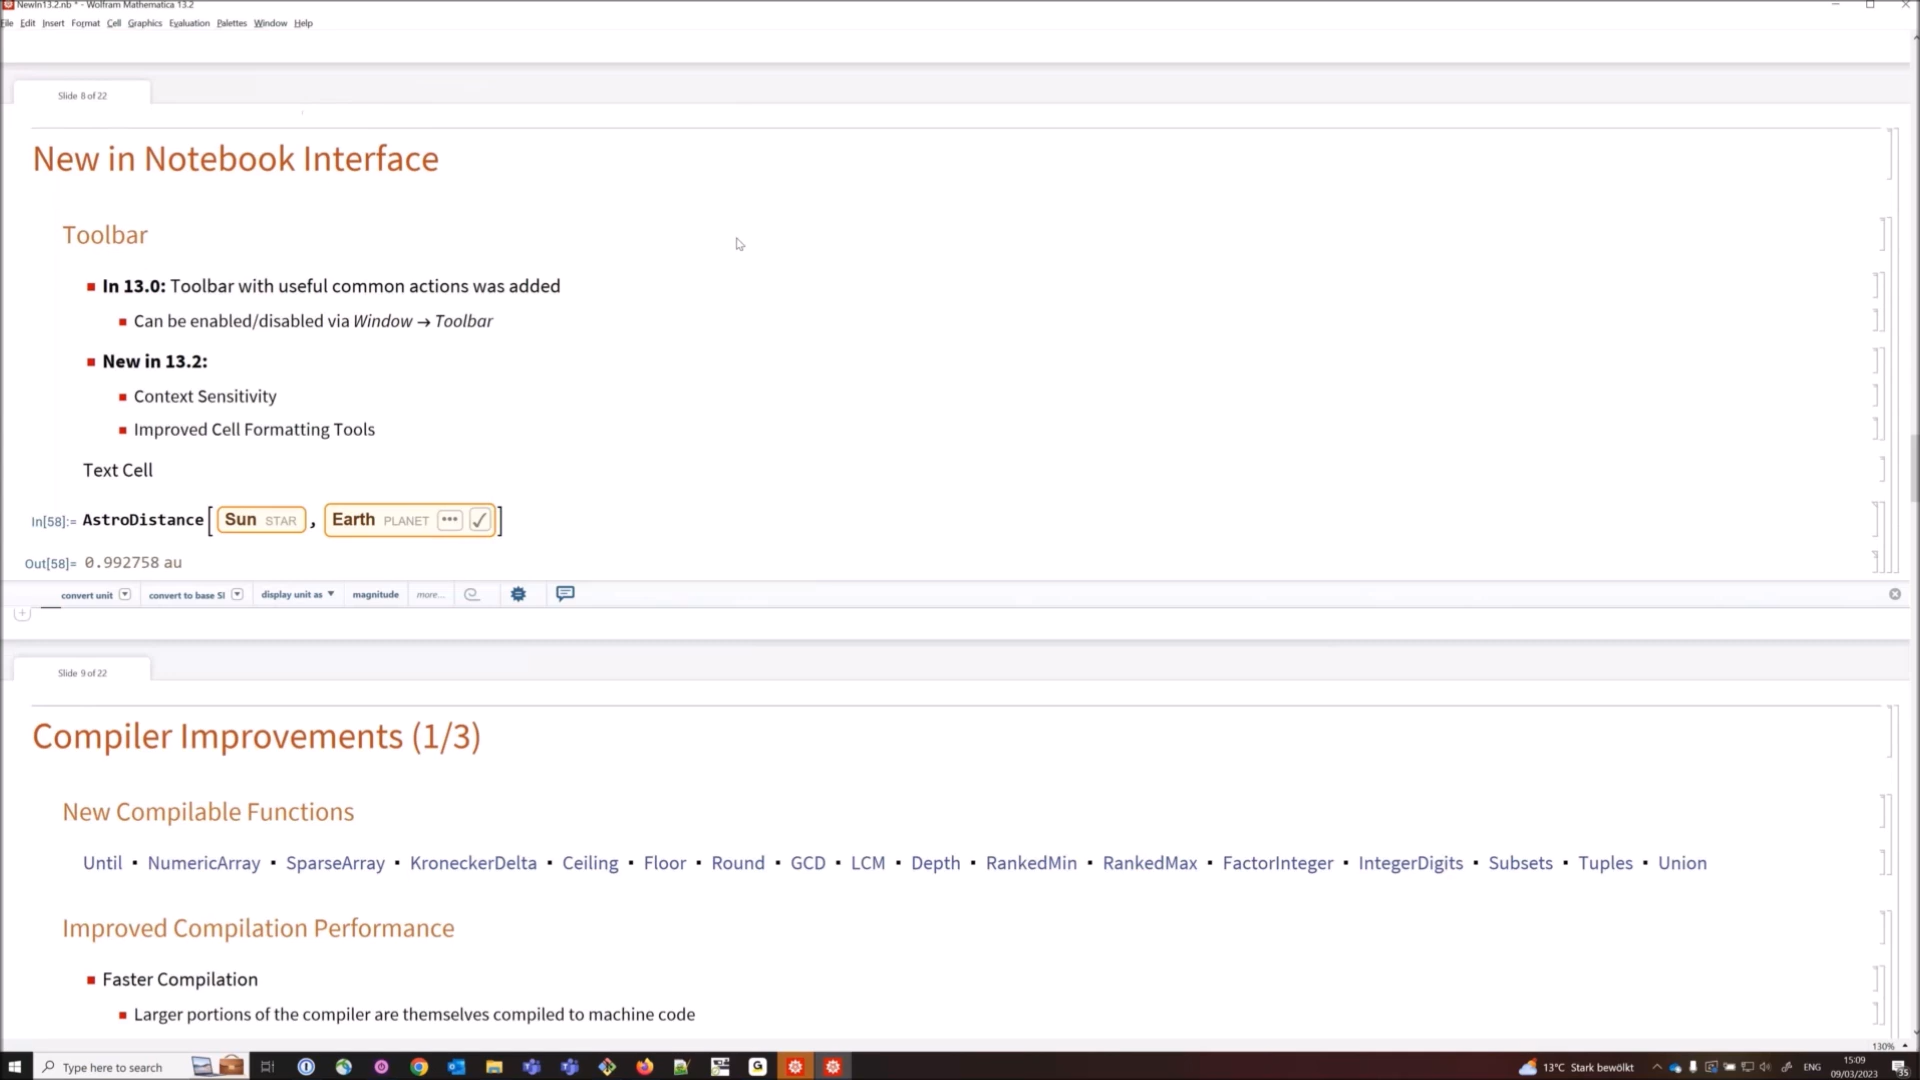 NewIn13.2.nb * - Wolfram Mathematica 13.2
File Edit Insert Format Cell Graphics Evaluation Palettes Window Help
Slide 8 of 22
New in Notebook Interface
Toolbar
■ In 13.0: Toolbar with useful common actions was added
■ Can be enabled/disabled via Window → Toolbar
■ New in 13.2:
■ Context Sensitivity
■ Improved Cell Formatting Tools
Text Cell
In[58]:= AstroDistance[ Sun STAR , Earth PLANET ••• ✓ ]
Out[58]= 0.992758 au
convert unit convert to base SI display unit as magnitude more...
Slide 9 of 22
Compiler Improvements (1/3)
New Compilable Functions
Until ▪ NumericArray ▪ SparseArray ▪ KroneckerDelta ▪ Ceiling ▪ Floor ▪ Round ▪ GCD ▪ LCM ▪ Depth ▪ RankedMin ▪ RankedMax ▪ FactorInteger ▪ IntegerDigits ▪ Subsets ▪ Tuples ▪ Union
Improved Compilation Performance
■ Faster Compilation
■ Larger portions of the compiler are themselves compiled to machine code
130%
Type here to search
13°C Stark bewölkt
ENG
15:09
09/03/2023
35